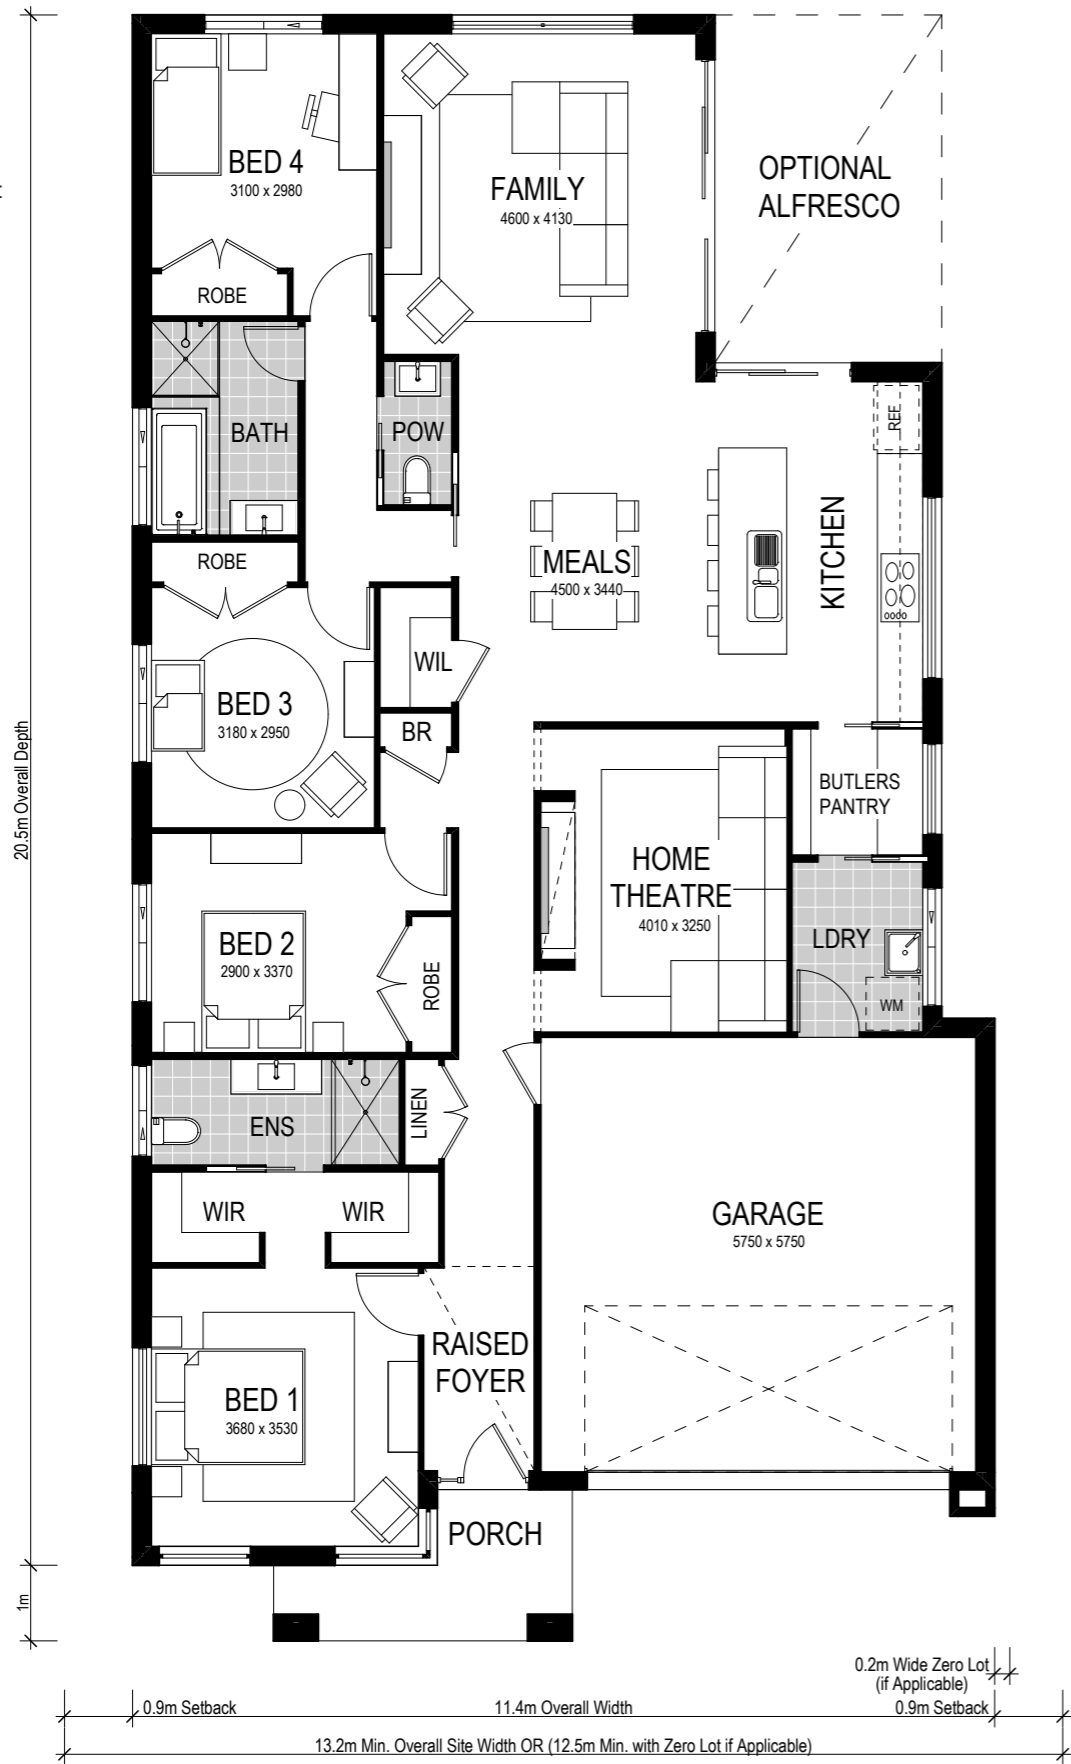 BED 4
3100 x 2980
FAMILY
4600 x 4130
OPTIONAL
ALFRESCO
ROBE
BATH
POW
REF
ROBE
MEALS
4500 x 3440
KITCHEN
WIL
BED 3
3180 x 2950
BR
BUTLERS
PANTRY
20.5m Overall Depth
HOME
THEATRE
4010 x 3250
BED 2
2900 x 3370
ROBE
LDRY
WM
LINEN
ENS
WIR
WIR
GARAGE
5750 x 5750
RAISED
FOYER
BED 1
3680 x 3530
PORCH
1m
0.2m Wide Zero Lot
(if Applicable)
0.9m Setback
11.4m Overall Width
0.9m Setback
13.2m Min. Overall Site Width OR (12.5m Min. with Zero Lot if Applicable)